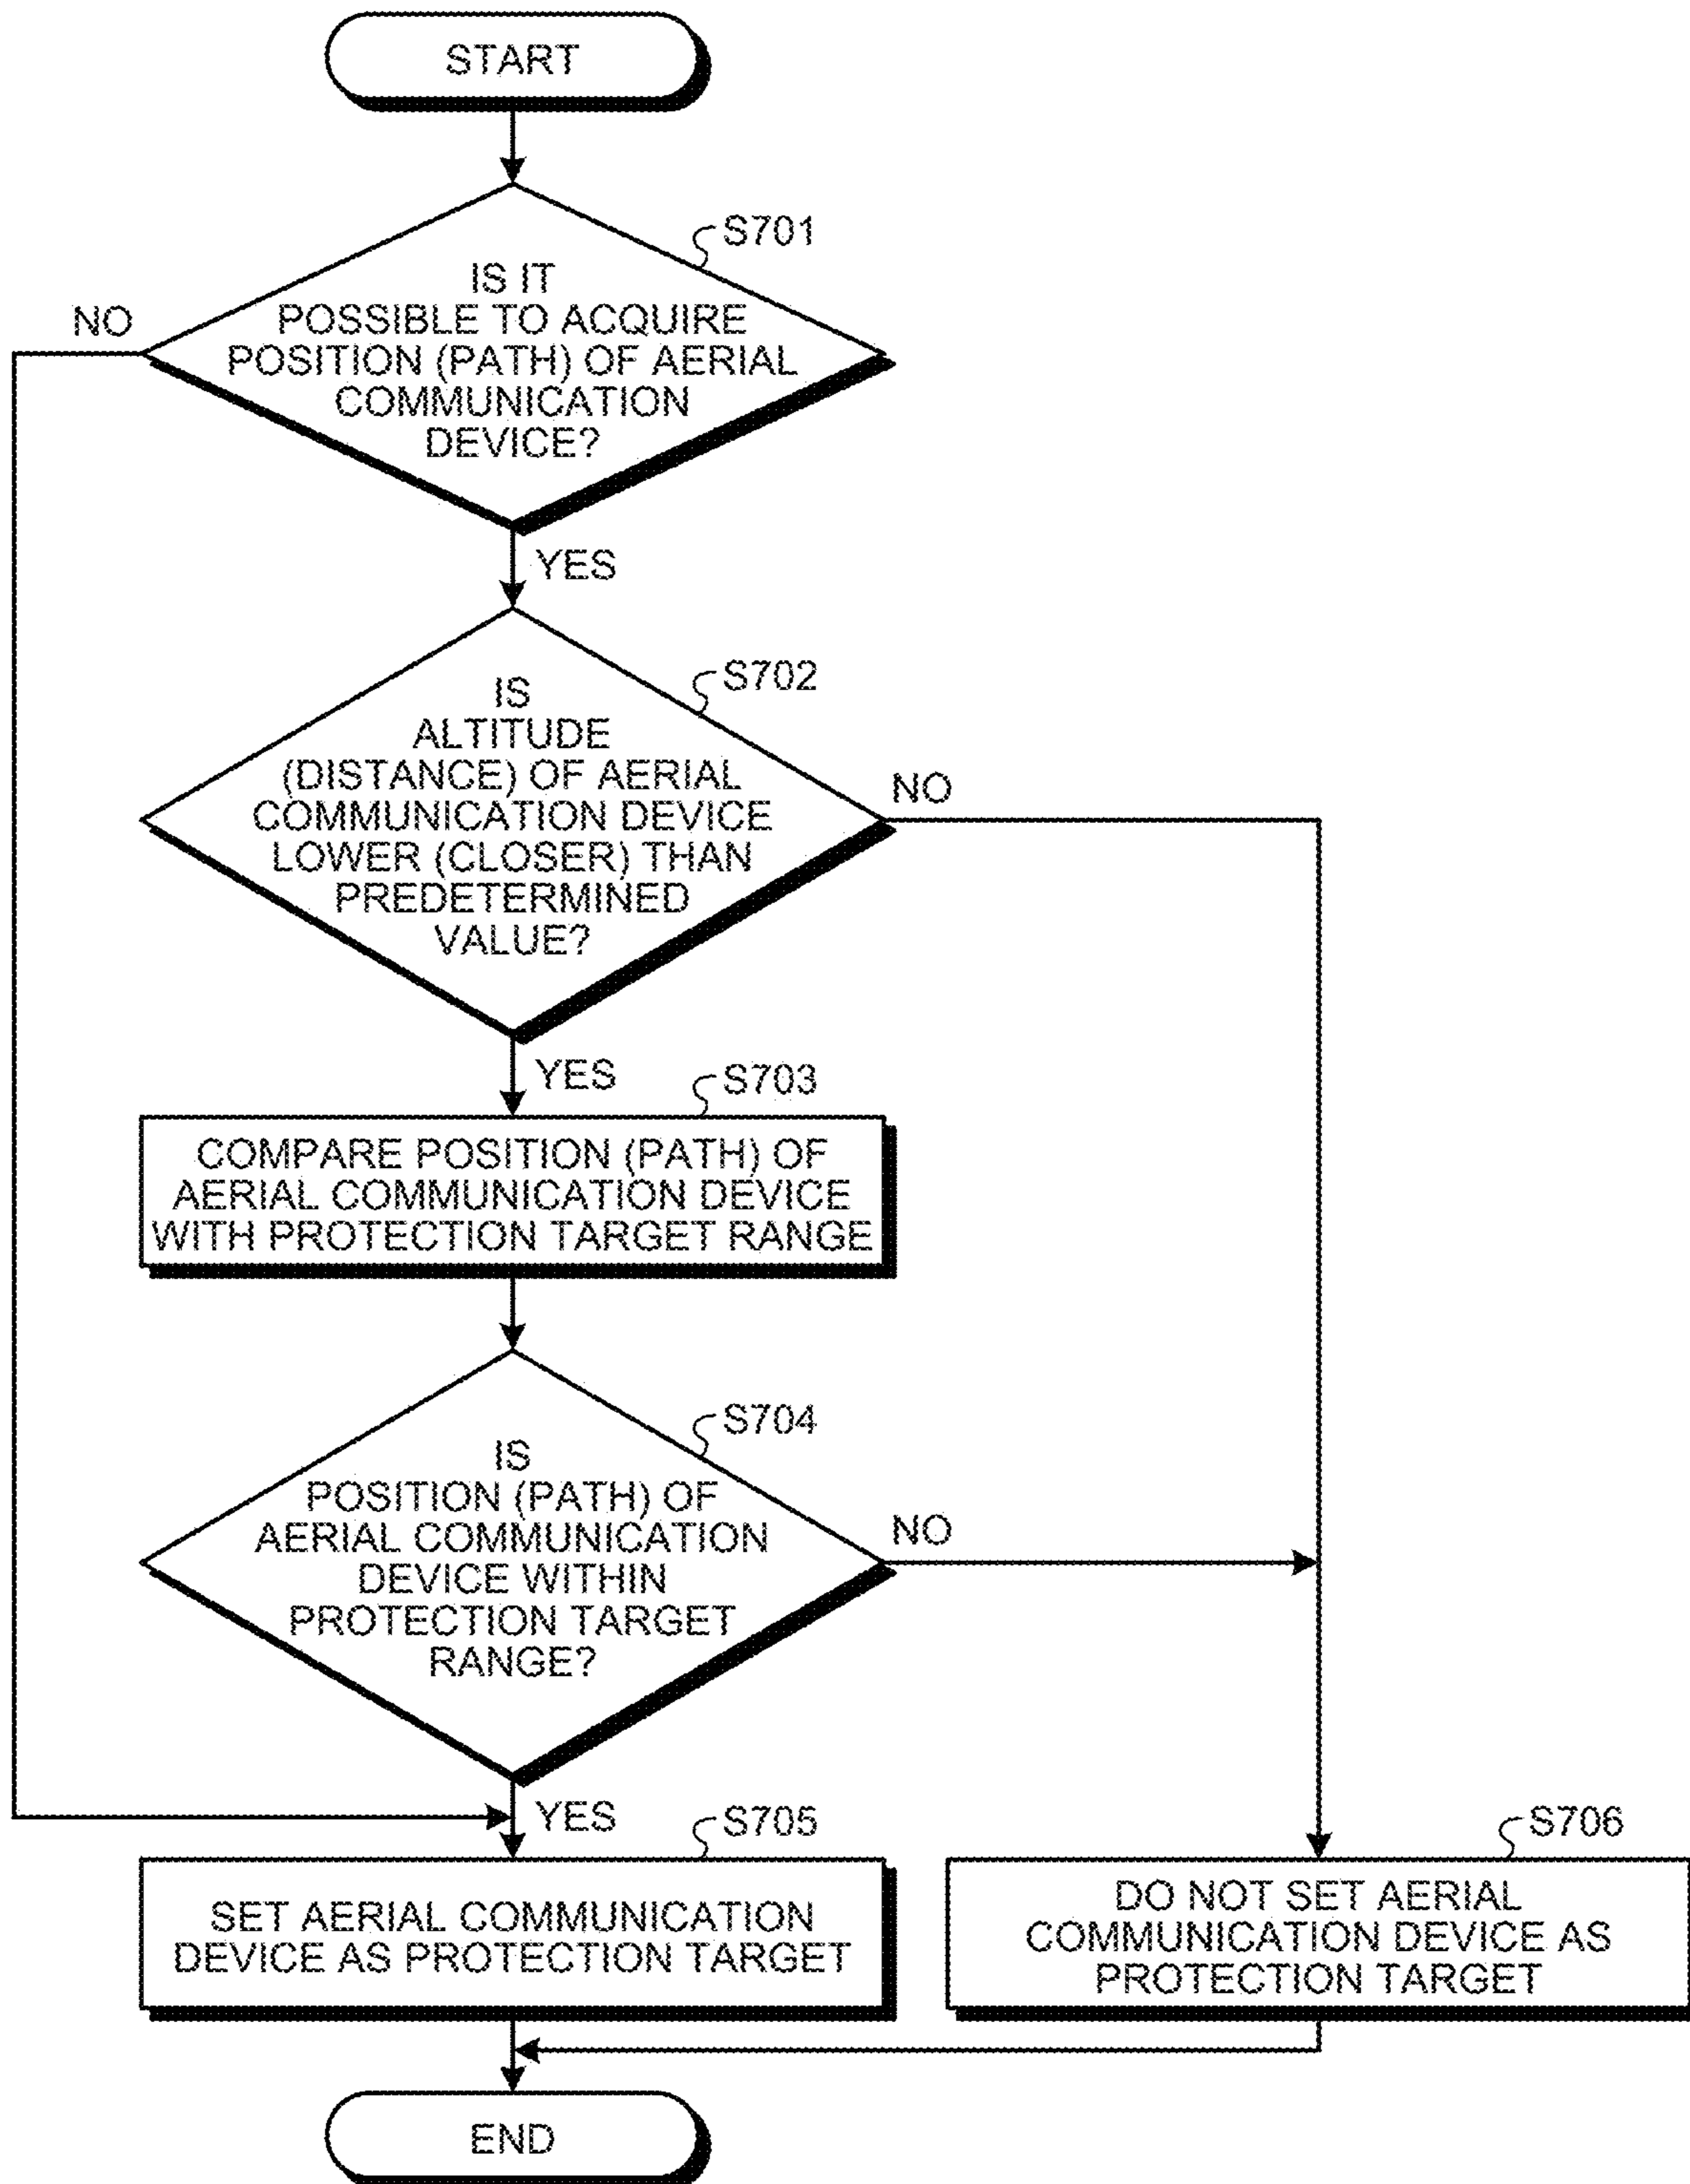 START
S701
IS IT
POSSIBLE TO ACQUIRE
POSITION (PATH) OF AERIAL
COMMUNICATION
DEVICE?
NO
YES
S702
IS
ALTITUDE
(DISTANCE) OF AERIAL
COMMUNICATION DEVICE
LOWER (CLOSER) THAN
PREDETERMINED
VALUE?
NO
YES
S703
COMPARE POSITION (PATH) OF
AERIAL COMMUNICATION DEVICE
WITH PROTECTION TARGET RANGE
S704
IS
POSITION (PATH) OF
AERIAL COMMUNICATION
DEVICE WITHIN
PROTECTION TARGET
RANGE?
NO
YES
S705
SET AERIAL COMMUNICATION
DEVICE AS PROTECTION TARGET
S706
DO NOT SET AERIAL
COMMUNICATION DEVICE AS
PROTECTION TARGET
END